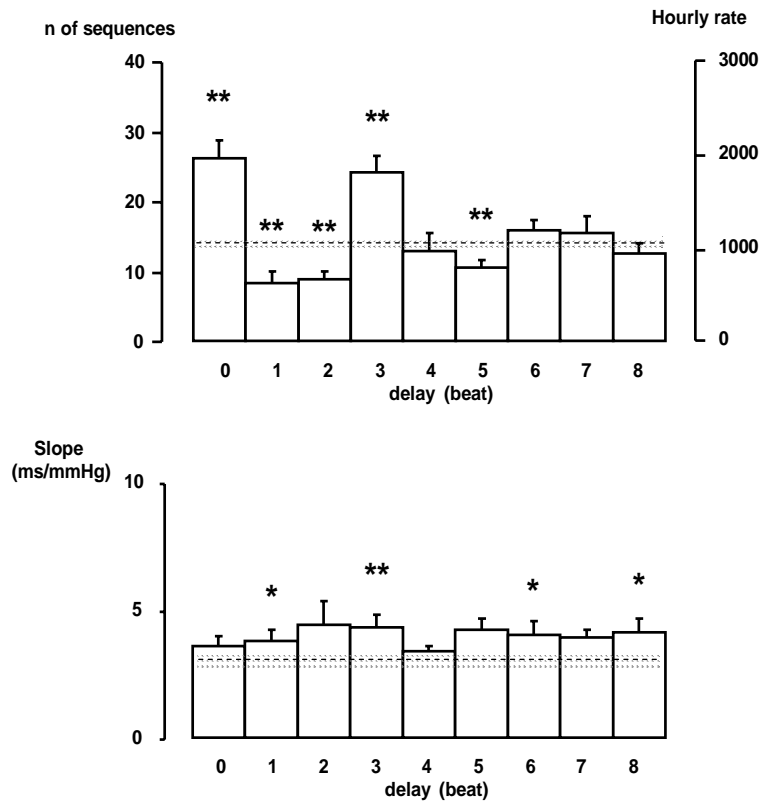 n of sequences
Hourly rate
40
30
20
10
0
3000
2000
1000
0
**
**
**
**
**
0 1 2 3 4 5 6 7 8
delay (beat)
Slope
(ms/mmHg)
10
5
0
*
**
*
*
0 1 2 3 4 5 6 7 8
delay (beat)